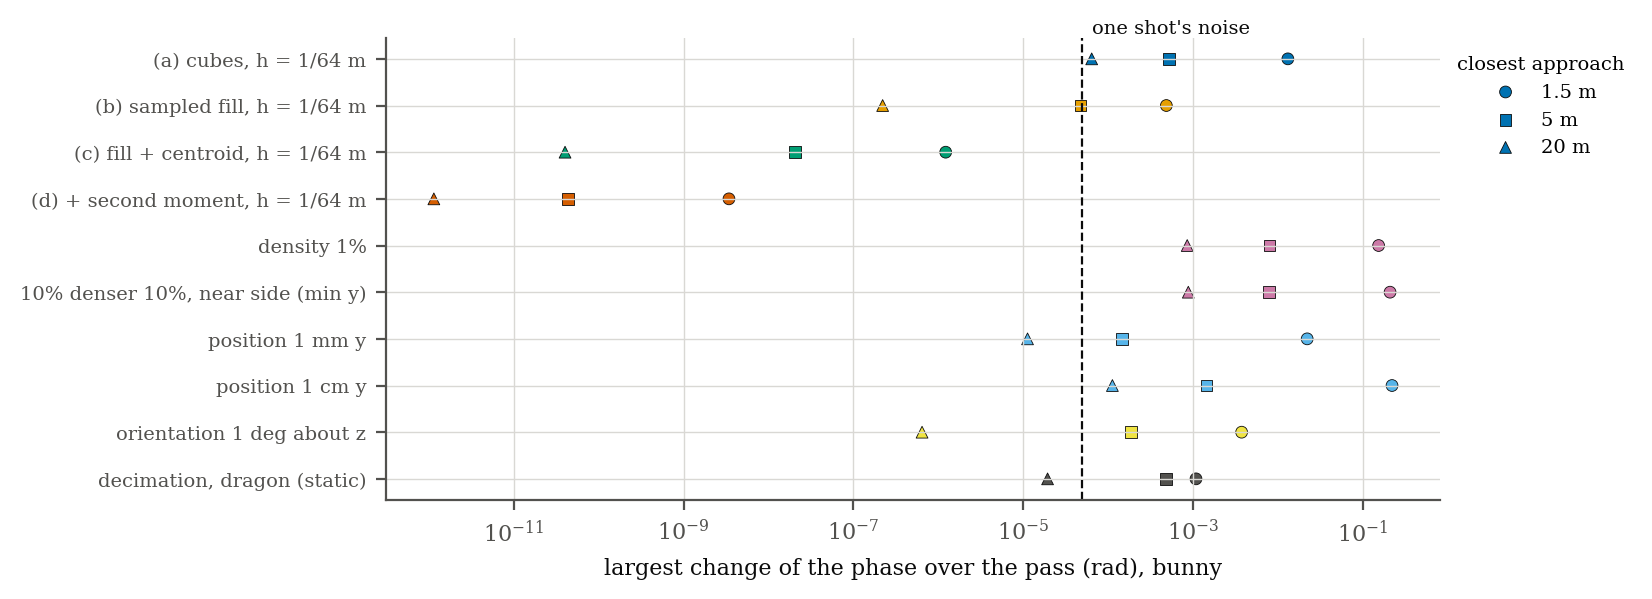 one shot's noise
(a) cubes, h = 1/64 m
(b) sampled fill, h = 1/64 m
(c) fill + centroid, h = 1/64 m
(d) + second moment, h = 1/64 m
density 1%
10% denser 10%, near side (min y)
position 1 mm y
position 1 cm y
orientation 1 deg about z
decimation, dragon (static)
closest approach
1.5 m
5 m
20 m
10⁻¹¹ 10⁻⁹ 10⁻⁷ 10⁻⁵ 10⁻³ 10⁻¹
largest change of the phase over the pass (rad), bunny